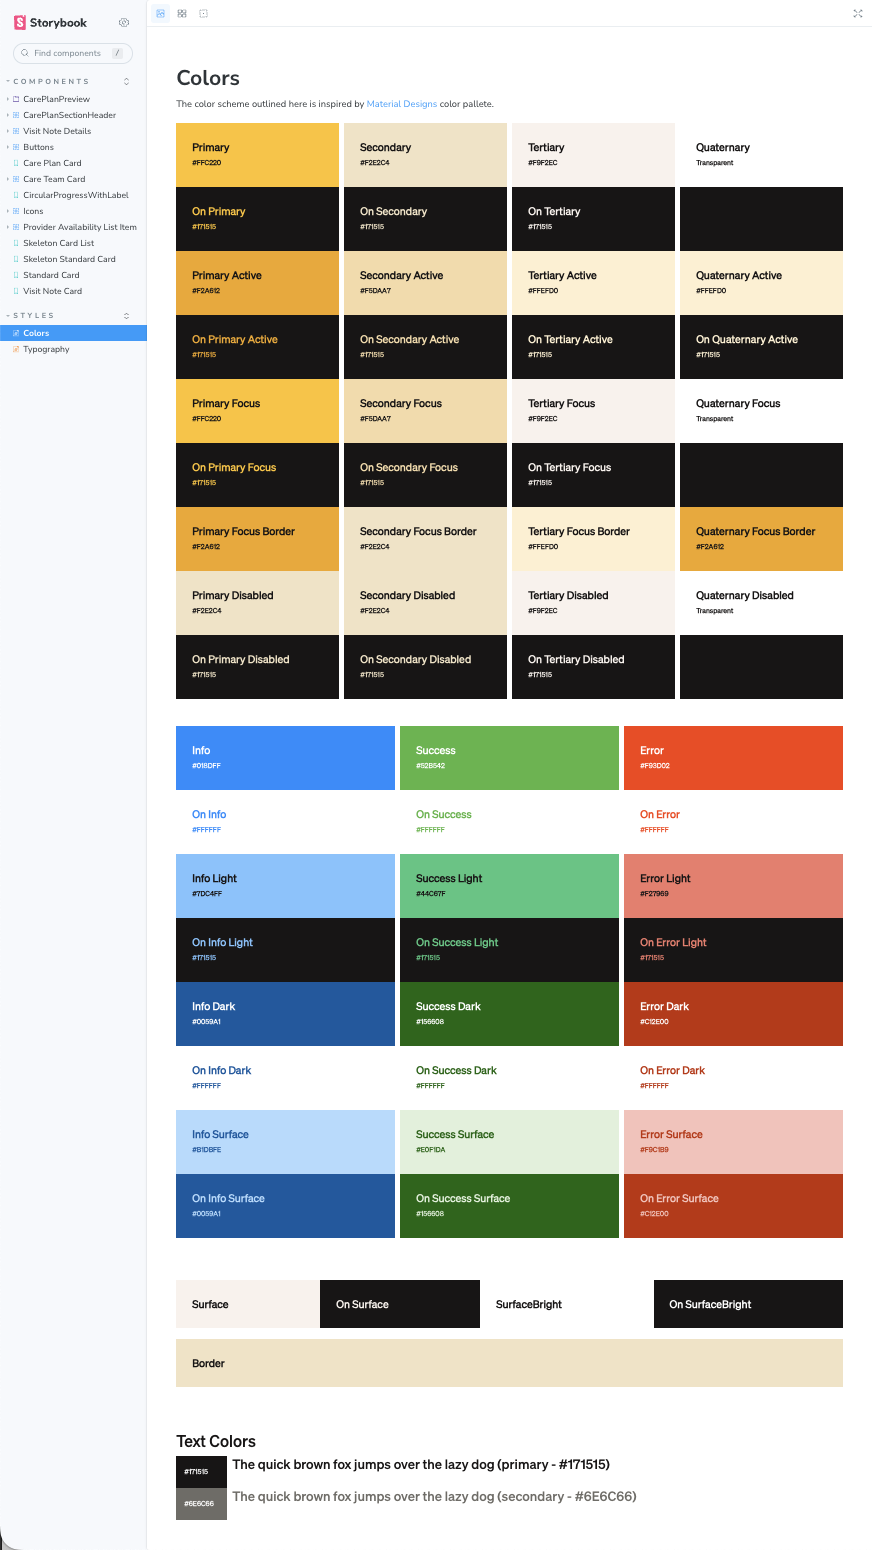 Storybook
Find components /
COMPONENTS
CarePlanPreview
CarePlanSectionHeader
Visit Note Details
Buttons
Care Plan Card
Care Team Card
CircularProgressWithLabel
Icons
Provider Availability List Item
Skeleton Card List
Skeleton Standard Card
Standard Card
Visit Note Card
STYLES
Colors
Typography
Colors
The color scheme outlined here is inspired by Material Designs color pallete.
Primary Secondary Tertiary Quaternary
#FFC220 #F2E2C4 #F9F2EC Transparent
On Primary On Secondary On Tertiary
#171515 #171515 #171515
Primary Active Secondary Active Tertiary Active Quaternary Active
#F2A612 #F5DAA7 #FFEFD0 #FFEFD0
On Primary Active On Secondary Active On Tertiary Active On Quaternary Active
#171515 #171515 #171515 #171515
Primary Focus Secondary Focus Tertiary Focus Quaternary Focus
#FFC220 #F5DAA7 #F9F2EC Transparent
On Primary Focus On Secondary Focus On Tertiary Focus
#171515 #171515 #171515
Primary Focus Border Secondary Focus Border Tertiary Focus Border Quaternary Focus Border
#F2A612 #F2E2C4 #FFEFD0 #F2A612
Primary Disabled Secondary Disabled Tertiary Disabled Quaternary Disabled
#F2E2C4 #F2E2C4 #F9F2EC Transparent
On Primary Disabled On Secondary Disabled On Tertiary Disabled
#171515 #171515 #171515
Info Success Error
#018DFF #52B542 #F93D02
On Info On Success On Error
#FFFFFF #FFFFFF #FFFFFF
Info Light Success Light Error Light
#7DC4FF #44C67F #F27969
On Info Light On Success Light On Error Light
#171515 #171515 #171515
Info Dark Success Dark Error Dark
#0059A1 #156608 #C12E00
On Info Dark On Success Dark On Error Dark
#FFFFFF #FFFFFF #FFFFFF
Info Surface Success Surface Error Surface
#B1DBFE #E0F1DA #F9C1B9
On Info Surface On Success Surface On Error Surface
#0059A1 #156608 #C12E00
Surface On Surface SurfaceBright On SurfaceBright
Border
Text Colors
#171515 The quick brown fox jumps over the lazy dog (primary - #171515)
#6E6C66 The quick brown fox jumps over the lazy dog (secondary - #6E6C66)